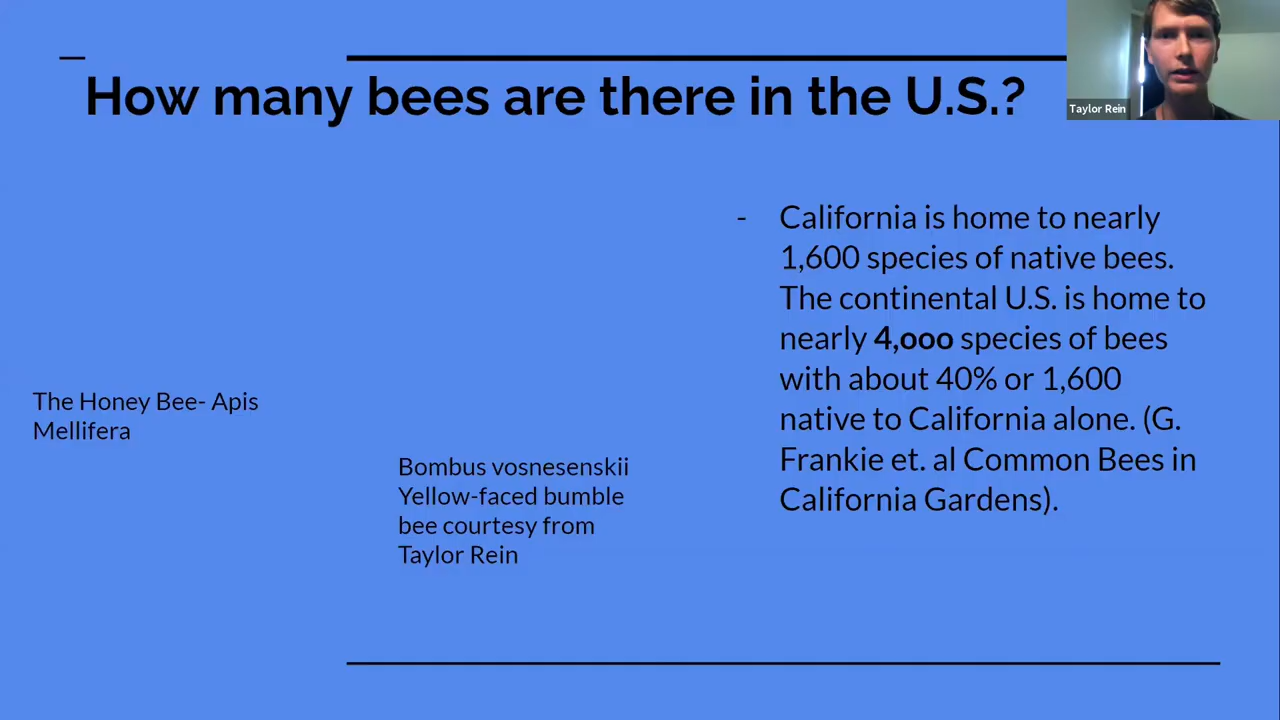 How many bees are there in the U.S.?
Taylor Rein
- California is home to nearly
1,600 species of native bees.
The continental U.S. is home to
nearly 4,ooo species of bees
with about 40% or 1,600
native to California alone. (G.
Frankie et. al Common Bees in
California Gardens).
The Honey Bee- Apis
Mellifera
Bombus vosnesenskii
Yellow-faced bumble
bee courtesy from
Taylor Rein